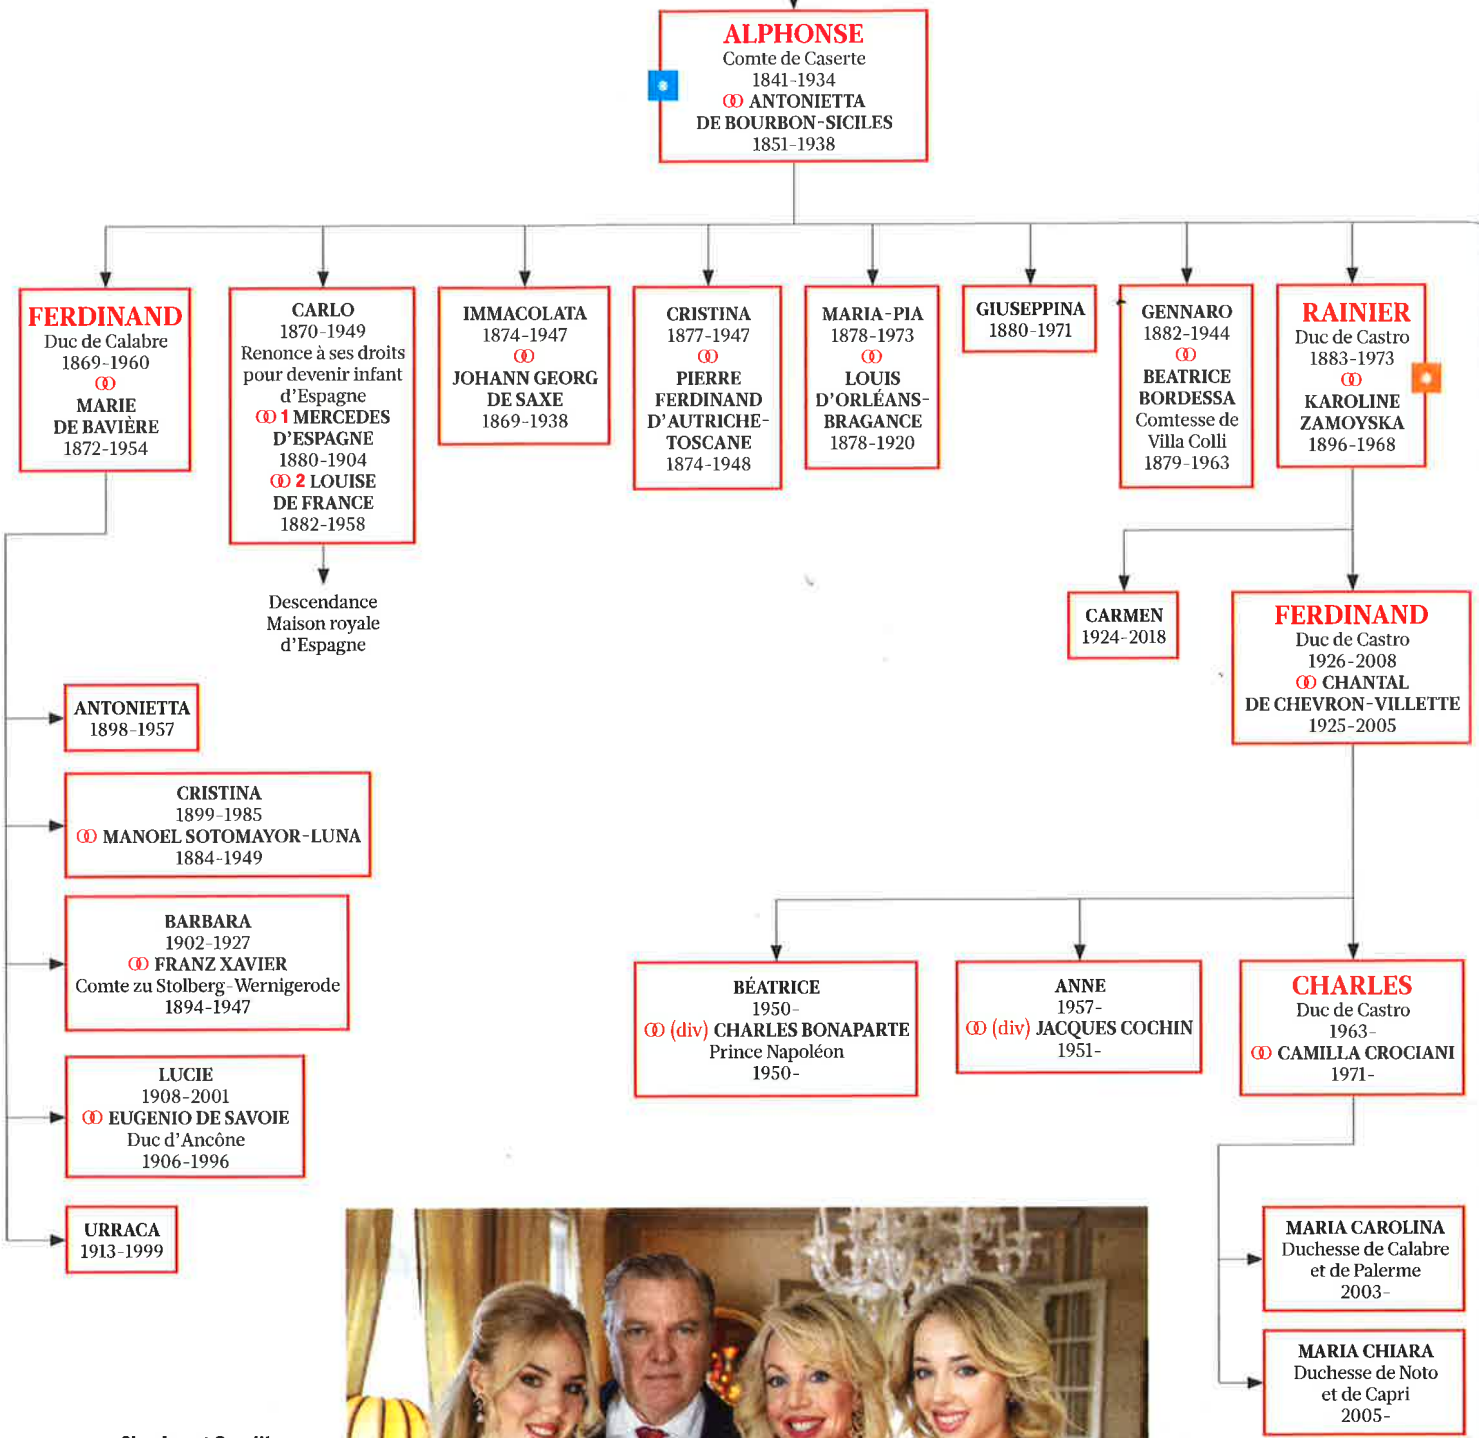 ALPHONSE
Comte de Caserte
1841-1934
ANTONIETTA
DE BOURBON-SICILES
1851-1938
FERDINAND
Duc de Calabre
1869-1960
MARIE
DE BAVIÈRE
1872-1954
CARLO
1870-1949
Renonce à ses droits
pour devenir infant
d'Espagne
1 MERCEDES
D'ESPAGNE
1880-1904
2 LOUISE
DE FRANCE
1882-1958
Descendance
Maison royale
d'Espagne
IMMACOLATA
1874-1947
JOHANN GEORG
DE SAXE
1869-1938
CRISTINA
1877-1947
PIERRE
FERDINAND
D'AUTRICHE-
TOSCANE
1874-1948
MARIA-PIA
1878-1973
LOUIS
D'ORLÉANS-
BRAGANCE
1878-1920
GIUSEPPINA
1880-1971
GENNARO
1882-1944
BEATRICE
BORDESSA
Comtesse de
Villa Colli
1879-1963
RAINIER
Duc de Castro
1883-1973
KAROLINE
ZAMOYSKA
1896-1968
CARMEN
1924-2018
FERDINAND
Duc de Castro
1926-2008
CHANTAL
DE CHEVRON-VILLETTE
1925-2005
ANTONIETTA
1898-1957
CRISTINA
1899-1985
MANOEL SOTOMAYOR-LUNA
1884-1949
BARBARA
1902-1927
FRANZ XAVIER
Comte zu Stolberg-Wernigerode
1894-1947
LUCIE
1908-2001
EUGENIO DE SAVOIE
Duc d'Ancône
1906-1996
URRACA
1913-1999
BÉATRICE
1950-
(div) CHARLES BONAPARTE
Prince Napoléon
1950-
ANNE
1957-
(div) JACQUES COCHIN
1951-
CHARLES
Duc de Castro
1963-
CAMILLA CROCIANI
1971-
MARIA CAROLINA
Duchesse de Calabre
et de Palerme
2003-
MARIA CHIARA
Duchesse de Noto
et de Capri
2005-